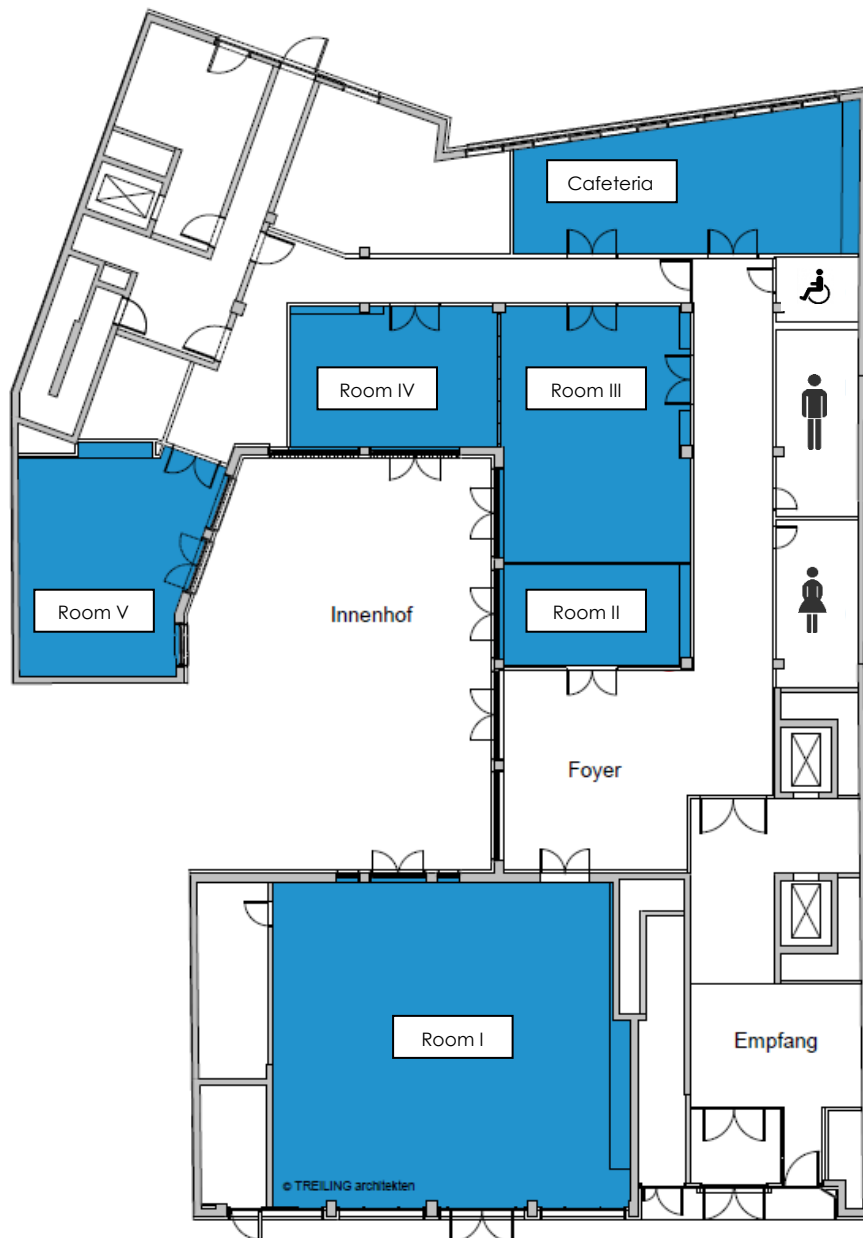 Cafeteria
Room IV
Room III
Room V
Room II
Innenhof
Foyer
Room I
Empfang
© TREILING architekten